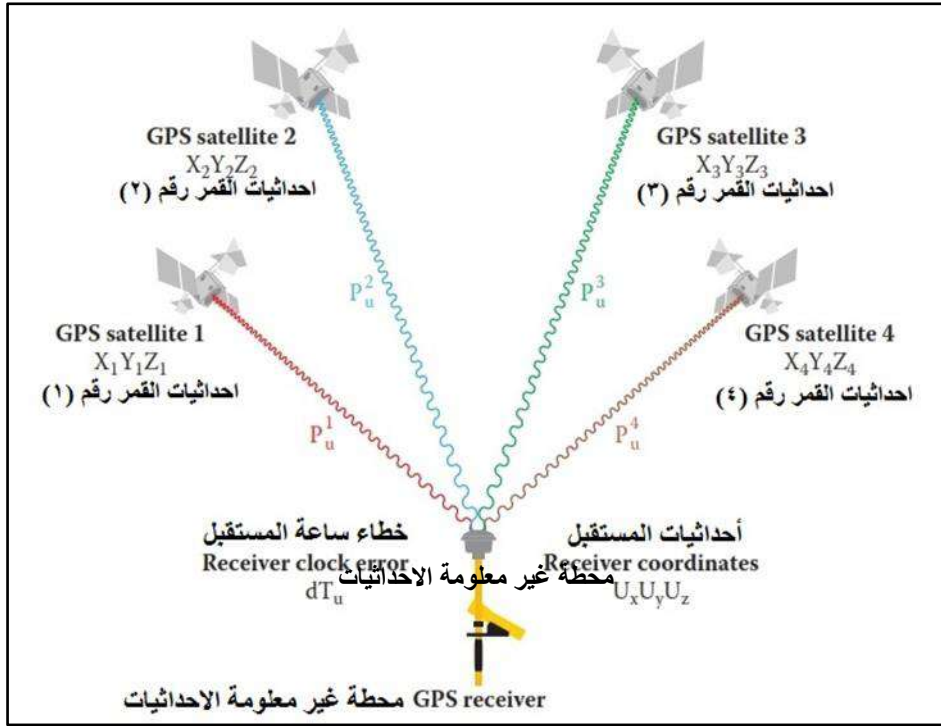 GPS satellite 2
X₂Y₂Z₂
احداثيات القمر رقم (٢)
GPS satellite 3
X₃Y₃Z₃
احداثيات القمر رقم (٣)
GPS satellite 1
X₁Y₁Z₁
احداثيات القمر رقم (١)
GPS satellite 4
X₄Y₄Z₄
احداثيات القمر رقم (٤)
P²ᵤ
P³ᵤ
P¹ᵤ
P⁴ᵤ
خطاء ساعة المستقبل
Receiver clock error
dTᵤ
أحداثيات المستقبل
Receiver coordinates
UₓUᵧU_z
محطة غير معلومة الاحداثيات
محطة غير معلومة الاحداثيات GPS receiver